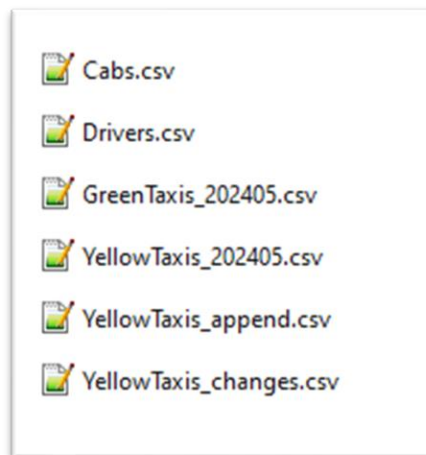 Cabs.csv
Drivers.csv
GreenTaxis_202405.csv
YellowTaxis_202405.csv
YellowTaxis_append.csv
YellowTaxis_changes.csv